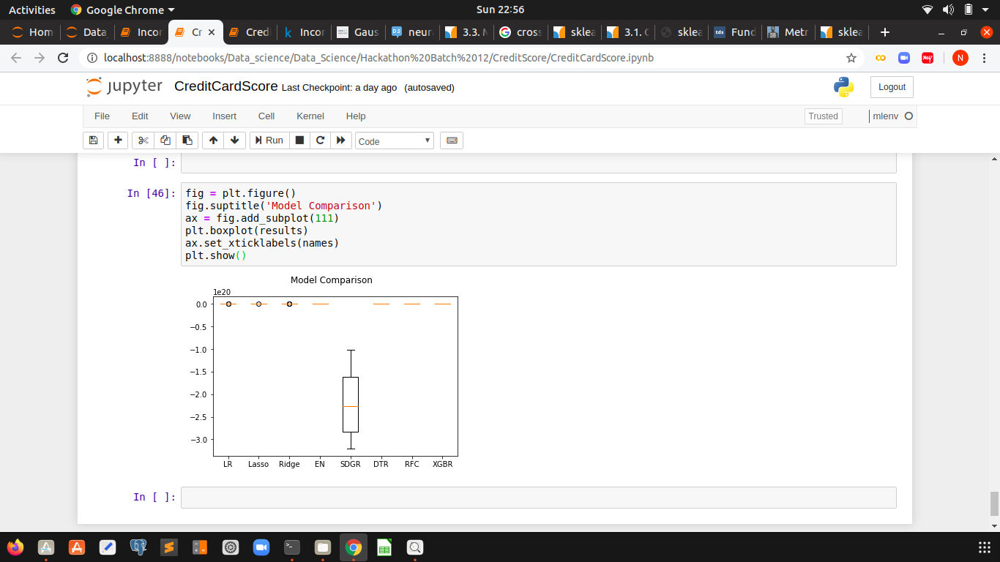 Activities Google Chrome Sun 22:56
Hom Data Incor Cr Credi Incor Gaus neur 3.3. M cross sklea 3.1. C sklea Fund Metr sklea
localhost:8888/notebooks/Data_science/Data_Science/Hackathon%20Batch%2012/CreditScore/CreditCardScore.ipynb N
jupyter CreditCardScore Last Checkpoint: a day ago (autosaved) Logout
File Edit View Insert Cell Kernel Help Trusted mlenv
Run Code
In [ ]:
In [46]: fig = plt.figure()
fig.suptitle('Model Comparison')
ax = fig.add_subplot(111)
plt.boxplot(results)
ax.set_xticklabels(names)
plt.show()
Model Comparison
1e20
0.0
−0.5
−1.0
−1.5
−2.0
−2.5
−3.0
LR Lasso Ridge EN SDGR DTR RFC XGBR
In [ ]: